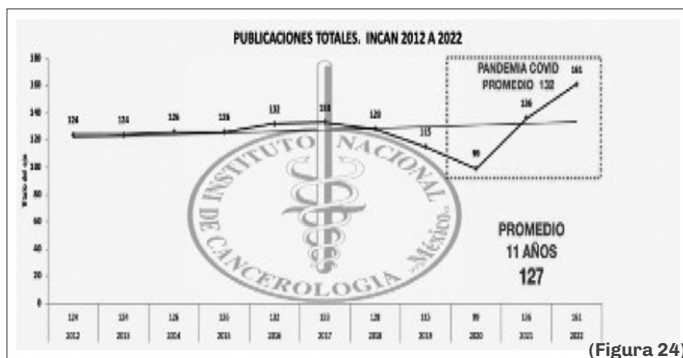 PUBLICACIONES TOTALES. INCAN 2012 A 2022
PANDEMIA COVID
PROMEDIO 132
180
160
140
120
100
80
60
40
20
0
124
124
126
126
132
133
128
115
99
136
161
INSTITUTO NACIONAL
DE CANCEROLOGIA
México
PROMEDIO
11 AÑOS
127
124 124 126 126 132 133 128 115 99 136 161
2012 2013 2014 2015 2016 2017 2018 2019 2020 2021 2022
(Figura 24)